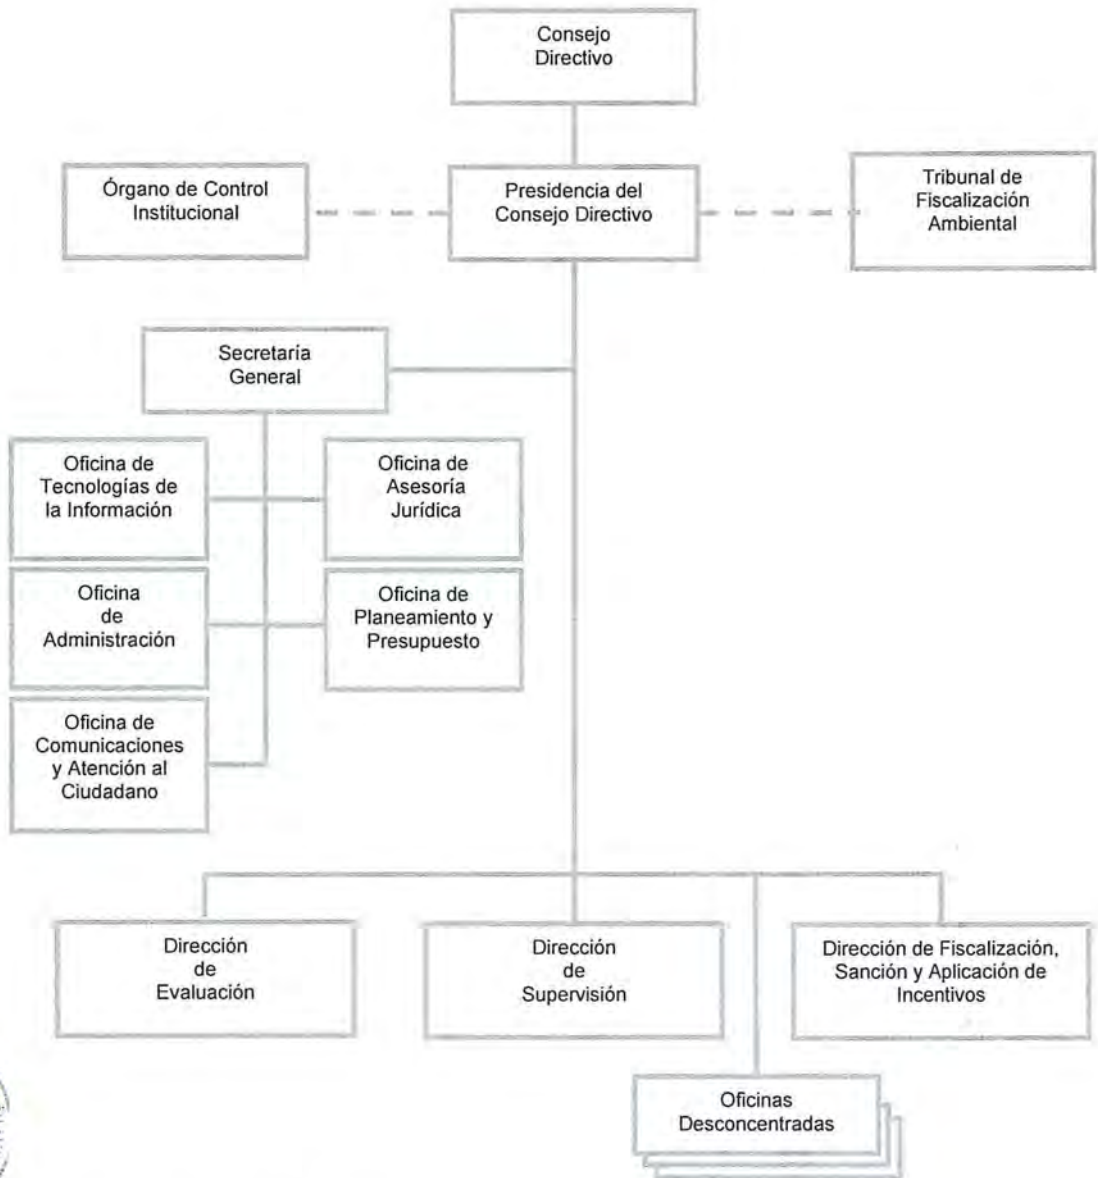 Consejo
Directivo
Órgano de Control
Institucional
Presidencia del
Consejo Directivo
Tribunal de
Fiscalización
Ambiental
Secretaría
General
Oficina de
Tecnologías de
la Información
Oficina de
Asesoría
Jurídica
Oficina
de
Administración
Oficina de
Planeamiento y
Presupuesto
Oficina de
Comunicaciones
y Atención al
Ciudadano
Dirección
de
Evaluación
Dirección
de
Supervisión
Dirección de Fiscalización,
Sanción y Aplicación de
Incentivos
Oficinas
Desconcentradas